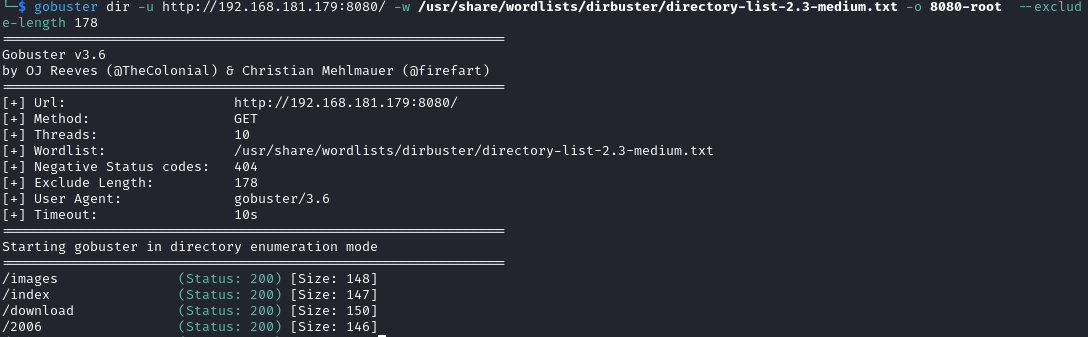 └─$ gobuster dir -u http://192.168.181.179:8080/ -w /usr/share/wordlists/dirbuster/directory-list-2.3-medium.txt -o 8080-root --exclud
e-length 178
===============================================================
Gobuster v3.6
by OJ Reeves (@TheColonial) & Christian Mehlmauer (@firefart)
===============================================================
[+] Url: http://192.168.181.179:8080/
[+] Method: GET
[+] Threads: 10
[+] Wordlist: /usr/share/wordlists/dirbuster/directory-list-2.3-medium.txt
[+] Negative Status codes: 404
[+] Exclude Length: 178
[+] User Agent: gobuster/3.6
[+] Timeout: 10s
===============================================================
Starting gobuster in directory enumeration mode
===============================================================
/images (Status: 200) [Size: 148]
/index (Status: 200) [Size: 147]
/download (Status: 200) [Size: 150]
/2006 (Status: 200) [Size: 146]